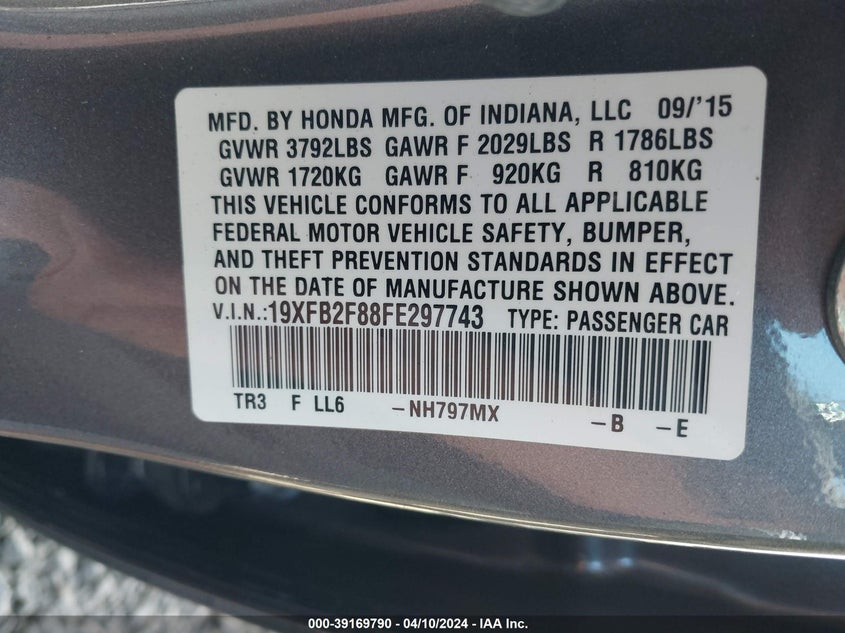 MFD. BY HONDA MFG. OF INDIANA, LLC 09/'15
GVWR 3792LBS GAWR F 2029LBS R 1786LBS
GVWR 1720KG GAWR F 920KG R 810KG
THIS VEHICLE CONFORMS TO ALL APPLICABLE
FEDERAL MOTOR VEHICLE SAFETY, BUMPER,
AND THEFT PREVENTION STANDARDS IN EFFECT
ON THE DATE OF MANUFACTURE SHOWN ABOVE.
V.I.N.:19XFB2F88FE297743 TYPE: PASSENGER CAR
TR3 F LL6 -NH797MX -B -E
000-39169790 - 04/10/2024 - IAA Inc.